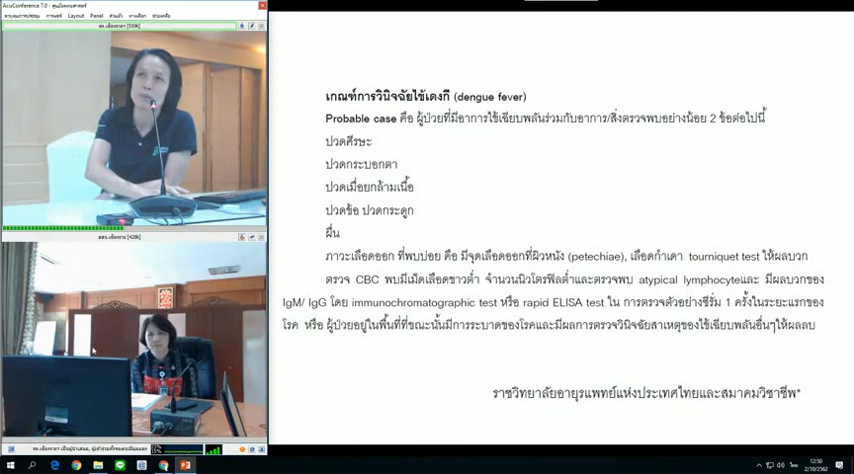 AcuConference 7.0 - ศูนย์โรคหัวใจ
Layout Panel
เกณฑ์การวินิจฉัยไข้เดงกี (dengue fever)
Probable case คือ ผู้ป่วยที่มีอาการไข้เฉียบพลันร่วมกับอาการ/สิ่งตรวจพบอย่างน้อย 2 ข้อต่อไปนี้
ปวดศีรษะ
ปวดกระบอกตา
ปวดเมื่อยกล้ามเนื้อ
ปวดข้อ ปวดกระดูก
ผื่น
ภาวะเลือดออก ที่พบบ่อย คือ มีจุดเลือดออกที่ผิวหนัง (petechiae), เลือดกำเดา tourniquet test ให้ผลบวก
ตรวจ CBC พบมีเม็ดเลือดขาวต่ำ จำนวนนิวโตรฟิลต่ำและตรวจพบ atypical lymphocyteและ มีผลบวกของ
IgM/ IgG โดย immunochromatographic test หรือ rapid ELISA test ใน การตรวจตัวอย่างซีรั่ม 1 ครั้งในระยะแรกของ
โรค หรือ ผู้ป่วยอยู่ในพื้นที่ที่ขณะนั้นมีการระบาดของโรคและมีผลการตรวจวินิจฉัยสาเหตุของไข้เฉียบพลันอื่นๆให้ผลลบ
ราชวิทยาลัยอายุรแพทย์แห่งประเทศไทยและสมาคมวิชาชีพ*
12:50
2/10/2562